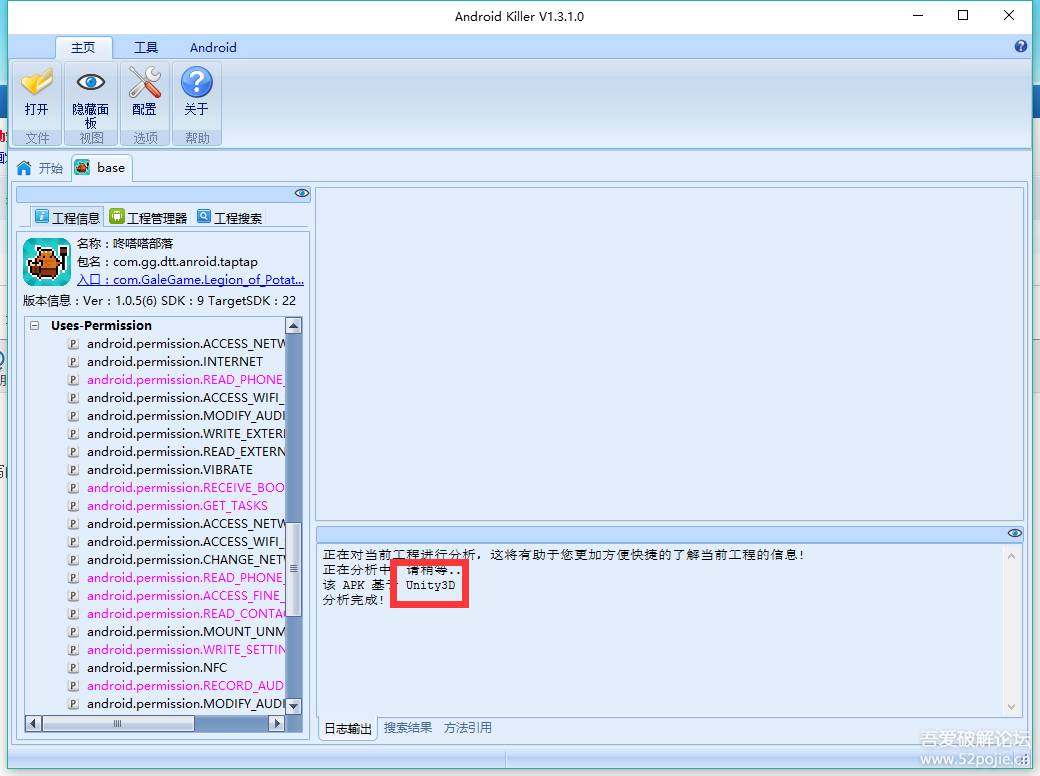 Android Killer V1.3.1.0
主页 工具 Android
打开 隐藏面板 配置 关于
文件 视图 选项 帮助
开始 base
工程信息 工程管理器 工程搜索
名称：咚嗒嗒部落
包名：com.gg.dtt.anroid.taptap
入口：com.GaleGame.Legion_of_Potat...
版本信息：Ver：1.0.5(6) SDK：9 TargetSDK：22
Uses-Permission
android.permission.ACCESS_NETW
android.permission.INTERNET
android.permission.READ_PHONE_
android.permission.ACCESS_WIFI_
android.permission.MODIFY_AUDI
android.permission.WRITE_EXTERI
android.permission.READ_EXTERN
android.permission.VIBRATE
android.permission.RECEIVE_BOO
android.permission.GET_TASKS
android.permission.ACCESS_NETW
android.permission.ACCESS_WIFI_
android.permission.CHANGE_NETW
android.permission.READ_PHONE_
android.permission.ACCESS_FINE_
android.permission.READ_CONTAC
android.permission.MOUNT_UNM
android.permission.WRITE_SETTIN
android.permission.NFC
android.permission.RECORD_AUD
android.permission.MODIFY_AUDI
正在对当前工程进行分析，这将有助于您更加方便快捷的了解当前工程的信息！
正在分析中 请稍等..
该 APK 基于 Unity3D
分析完成！
日志输出 搜索结果 方法引用
吾爱破解论坛
www.52pojie.cn